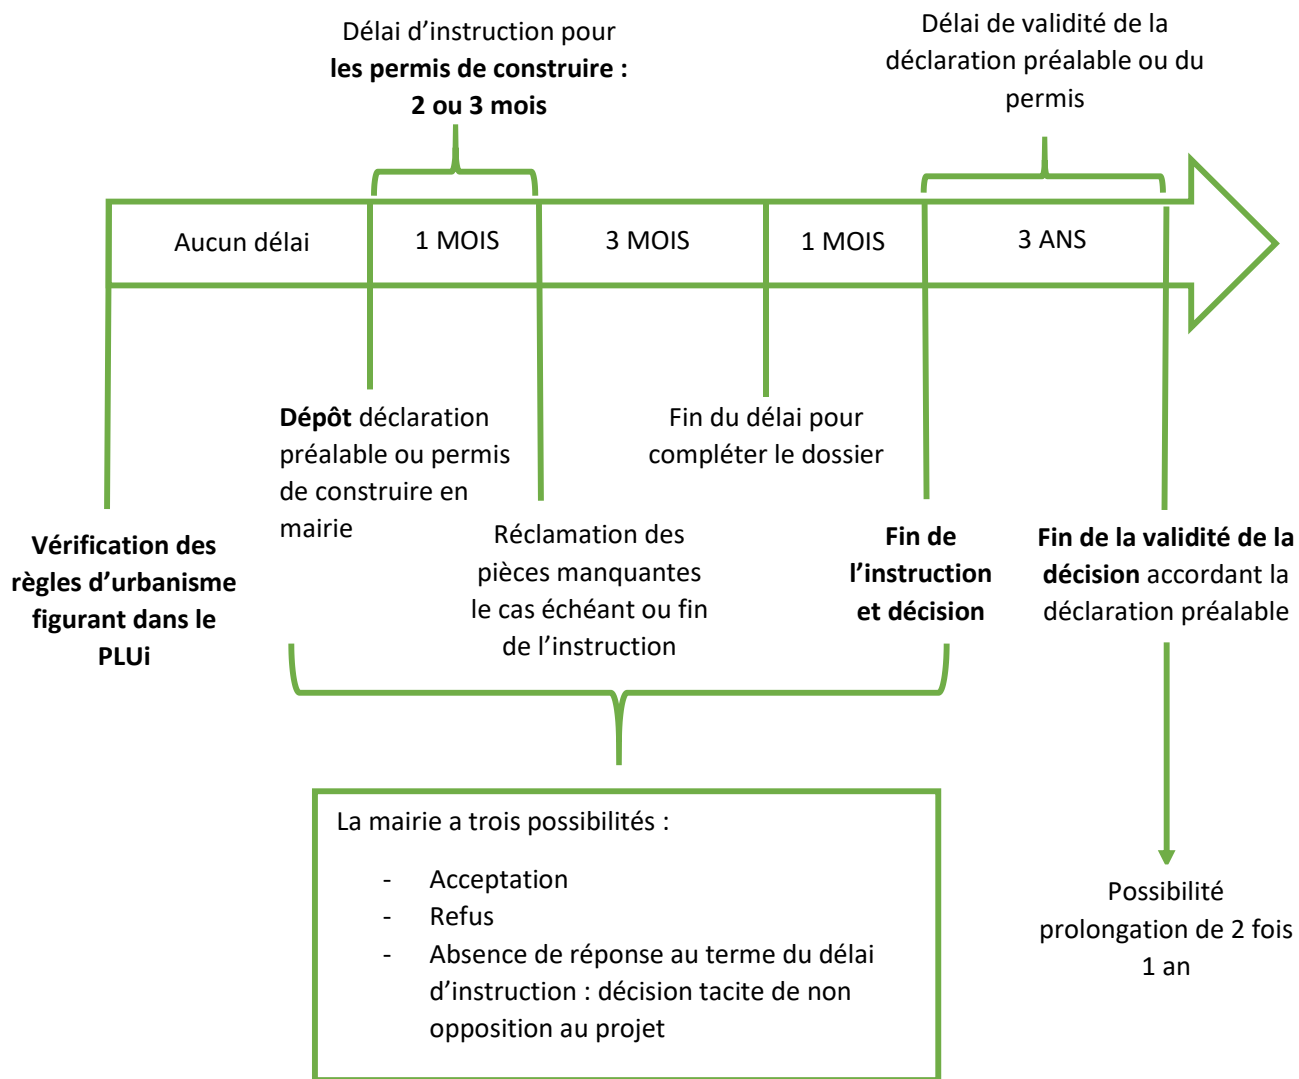 Délai d’instruction pour
les permis de construire :
2 ou 3 mois
Délai de validité de la
déclaration préalable ou du
permis
Aucun délai
1 MOIS
3 MOIS
1 MOIS
3 ANS
Dépôt déclaration
préalable ou permis
de construire en
mairie
Fin du délai pour
compléter le dossier
Vérification des
règles d’urbanisme
figurant dans le
PLUi
Réclamation des
pièces manquantes
le cas échéant ou fin
de l’instruction
Fin de
l’instruction
et décision
Fin de la validité de la
décision accordant la
déclaration préalable
La mairie a trois possibilités :
- Acceptation
- Refus
- Absence de réponse au terme du délai
d’instruction : décision tacite de non
opposition au projet
Possibilité
prolongation de 2 fois
1 an